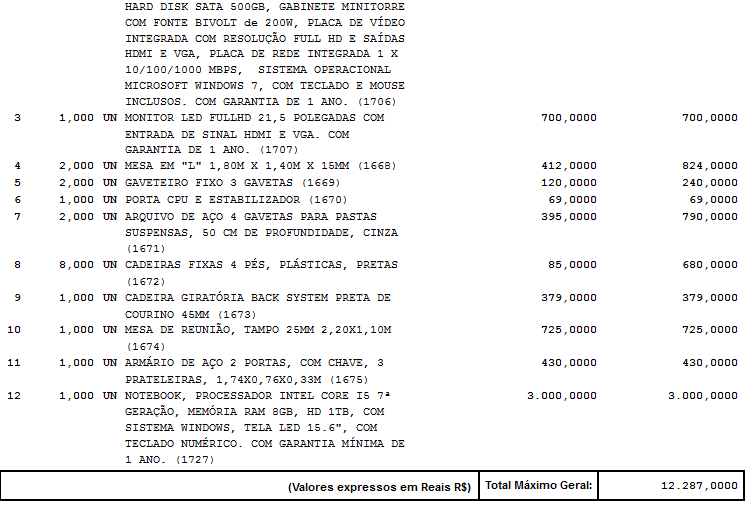 HARD DISK SATA 500GB, GABINETE MINITORRE
COM FONTE BIVOLT de 200W, PLACA DE VÍDEO
INTEGRADA COM RESOLUÇÃO FULL HD E SAÍDAS
HDMI E VGA, PLACA DE REDE INTEGRADA 1 X
10/100/1000 MBPS, SISTEMA OPERACIONAL
MICROSOFT WINDOWS 7, COM TECLADO E MOUSE
INCLUSOS. COM GARANTIA DE 1 ANO. (1706)
3 1,000 UN MONITOR LED FULLHD 21,5 POLEGADAS COM 700,0000 700,0000
ENTRADA DE SINAL HDMI E VGA. COM
GARANTIA DE 1 ANO. (1707)
4 2,000 UN MESA EM "L" 1,80M X 1,40M X 15MM (1668) 412,0000 824,0000
5 2,000 UN GAVETEIRO FIXO 3 GAVETAS (1669) 120,0000 240,0000
6 1,000 UN PORTA CPU E ESTABILIZADOR (1670) 69,0000 69,0000
7 2,000 UN ARQUIVO DE AÇO 4 GAVETAS PARA PASTAS 395,0000 790,0000
SUSPENSAS, 50 CM DE PROFUNDIDADE, CINZA
(1671)
8 8,000 UN CADEIRAS FIXAS 4 PÉS, PLÁSTICAS, PRETAS 85,0000 680,0000
(1672)
9 1,000 UN CADEIRA GIRATÓRIA BACK SYSTEM PRETA DE 379,0000 379,0000
COURINO 45MM (1673)
10 1,000 UN MESA DE REUNIÃO, TAMPO 25MM 2,20X1,10M 725,0000 725,0000
(1674)
11 1,000 UN ARMÁRIO DE AÇO 2 PORTAS, COM CHAVE, 3 430,0000 430,0000
PRATELEIRAS, 1,74X0,76X0,33M (1675)
12 1,000 UN NOTEBOOK, PROCESSADOR INTEL CORE I5 7ª 3.000,0000 3.000,0000
GERAÇÃO, MEMÓRIA RAM 8GB, HD 1TB, COM
SISTEMA WINDOWS, TELA LED 15.6", COM
TECLADO NUMÉRICO. COM GARANTIA MÍNIMA DE
1 ANO. (1727)
(Valores expressos em Reais R$) Total Máximo Geral: 12.287,0000